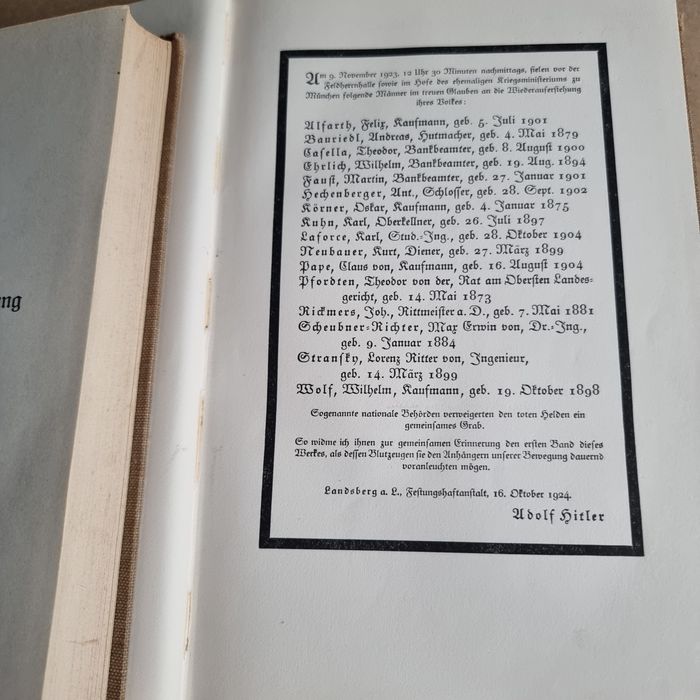 ng
Am 9. November 1923, 12 Uhr 30 Minuten nachmittags, fielen vor der
Feldherrnhalle sowie im Hofe des ehemaligen Kriegsministeriums zu
München folgende Männer im treuen Glauben an die Wiederauferstehung
ihres Volkes:
Alfarth, Felix, Kaufmann, geb. 5. Juli 1901
Bauriedl, Andreas, Hutmacher, geb. 4. Mai 1879
Casella, Theodor, Bankbeamter, geb. 8. August 1900
Ehrlich, Wilhelm, Bankbeamter, geb. 19. Aug. 1894
Faust, Martin, Bankbeamter, geb. 27. Januar 1901
Hechenberger, Ant., Schlosser, geb. 28. Sept. 1902
Körner, Oskar, Kaufmann, geb. 4. Januar 1875
Kuhn, Karl, Oberkellner, geb. 26. Juli 1897
Laforce, Karl, Stud.-Ing., geb. 28. Oktober 1904
Neubauer, Kurt, Diener, geb. 27. März 1899
Pape, Claus von, Kaufmann, geb. 16. August 1904
Pfordten, Theodor von der, Rat am Obersten Landes-
gericht, geb. 14. Mai 1873
Rickmers, Joh., Rittmeister a. D., geb. 7. Mai 1881
Scheubner-Richter, Max Erwin von, Dr.-Ing.,
geb. 9. Januar 1884
Stransky, Lorenz Ritter von, Ingenieur,
geb. 14. März 1899
Wolf, Wilhelm, Kaufmann, geb. 19. Oktober 1898
Sogenannte nationale Behörden verweigerten den toten Helden ein
gemeinsames Grab.
So widme ich ihnen zur gemeinsamen Erinnerung den ersten Band dieses
Werkes, als dessen Blutzeugen sie den Anhängern unserer Bewegung dauernd
voranleuchten mögen.
Landsberg a. L., Festungshaftanstalt, 16. Oktober 1924.
Adolf Hitler